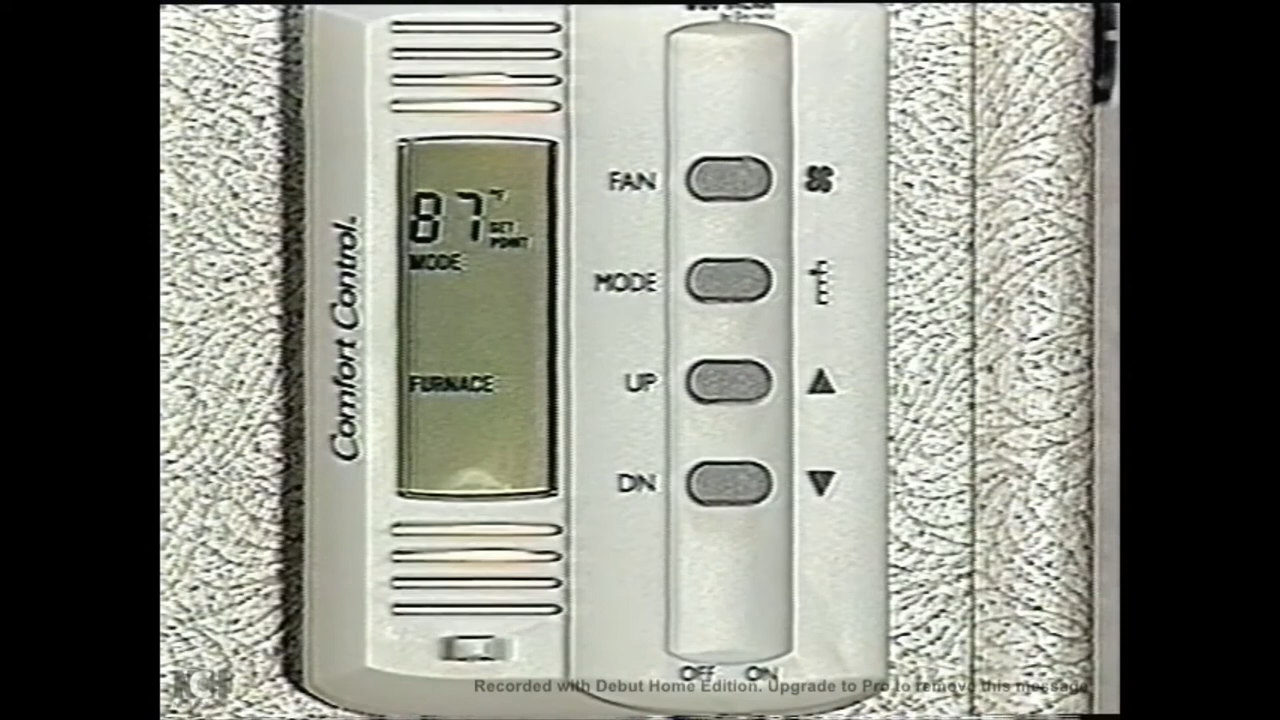 Comfort Control
87 °F
SET
POINT
MODE
FURNACE
FAN
MODE
UP
DN
OFF ON
Recorded with Debut Home Edition. Upgrade to Pro to remove this message